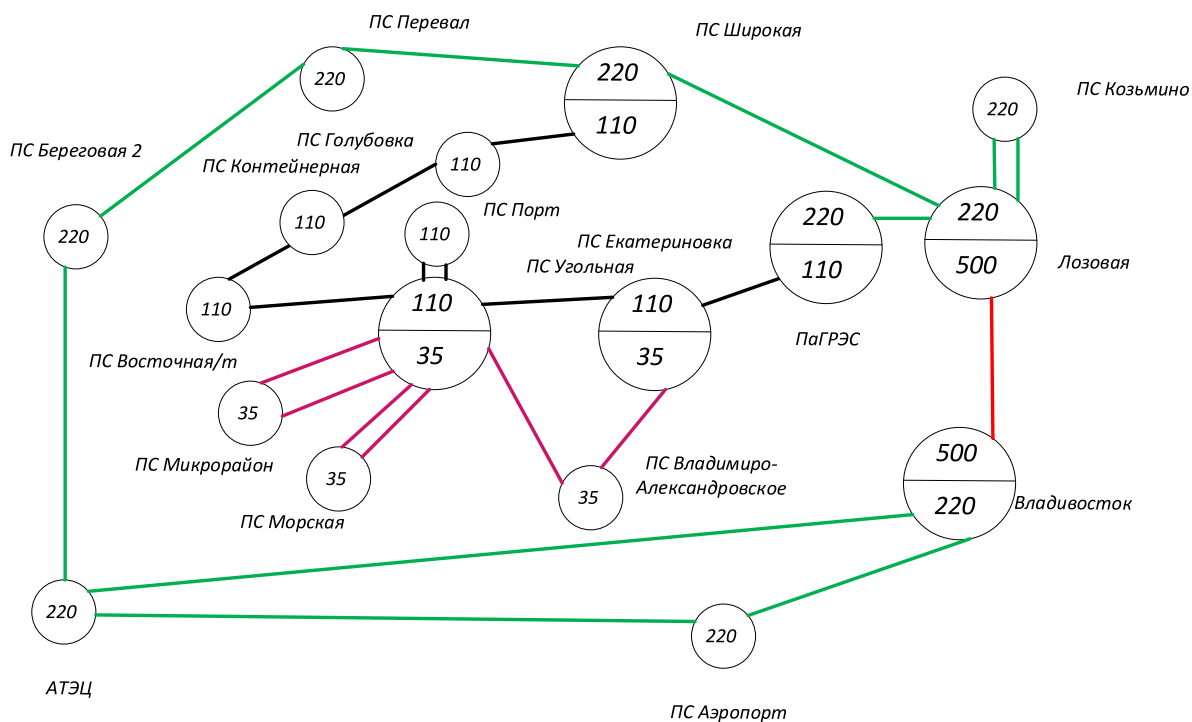 ПС Перевал
ПС Широкая
220
220
110
ПС Козьмино
220
ПС Береговая 2
220
ПС Голубовка
110
ПС Контейнерная
110
ПС Порт
110
ПС Екатериновка
ПС Угольная
220
110
ПаГРЭС
220
500
Лозовая
110
ПС Восточная/т
110
35
110
35
35
ПС Микрорайон
35
ПС Морская
35
ПС Владимиро-
Александровское
500
220
Владивосток
220
АТЭЦ
220
ПС Аэропорт